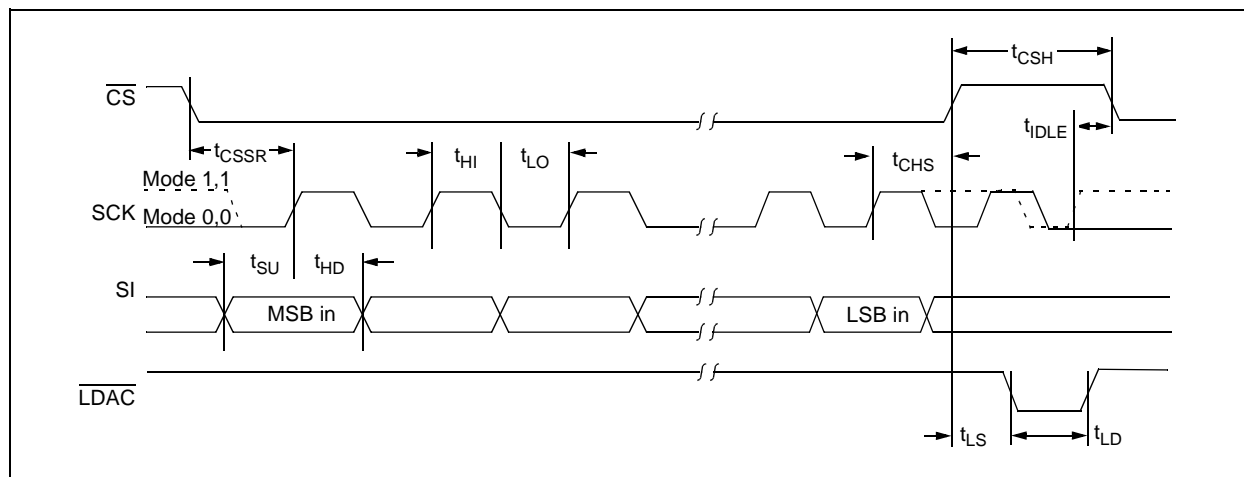 tCSH
CS
tIDLE
tCSSR
tHI
tLO
tCHS
Mode 1,1
SCK
Mode 0,0
tSU
tHD
SI
MSB in
LSB in
LDAC
tLS
tLD